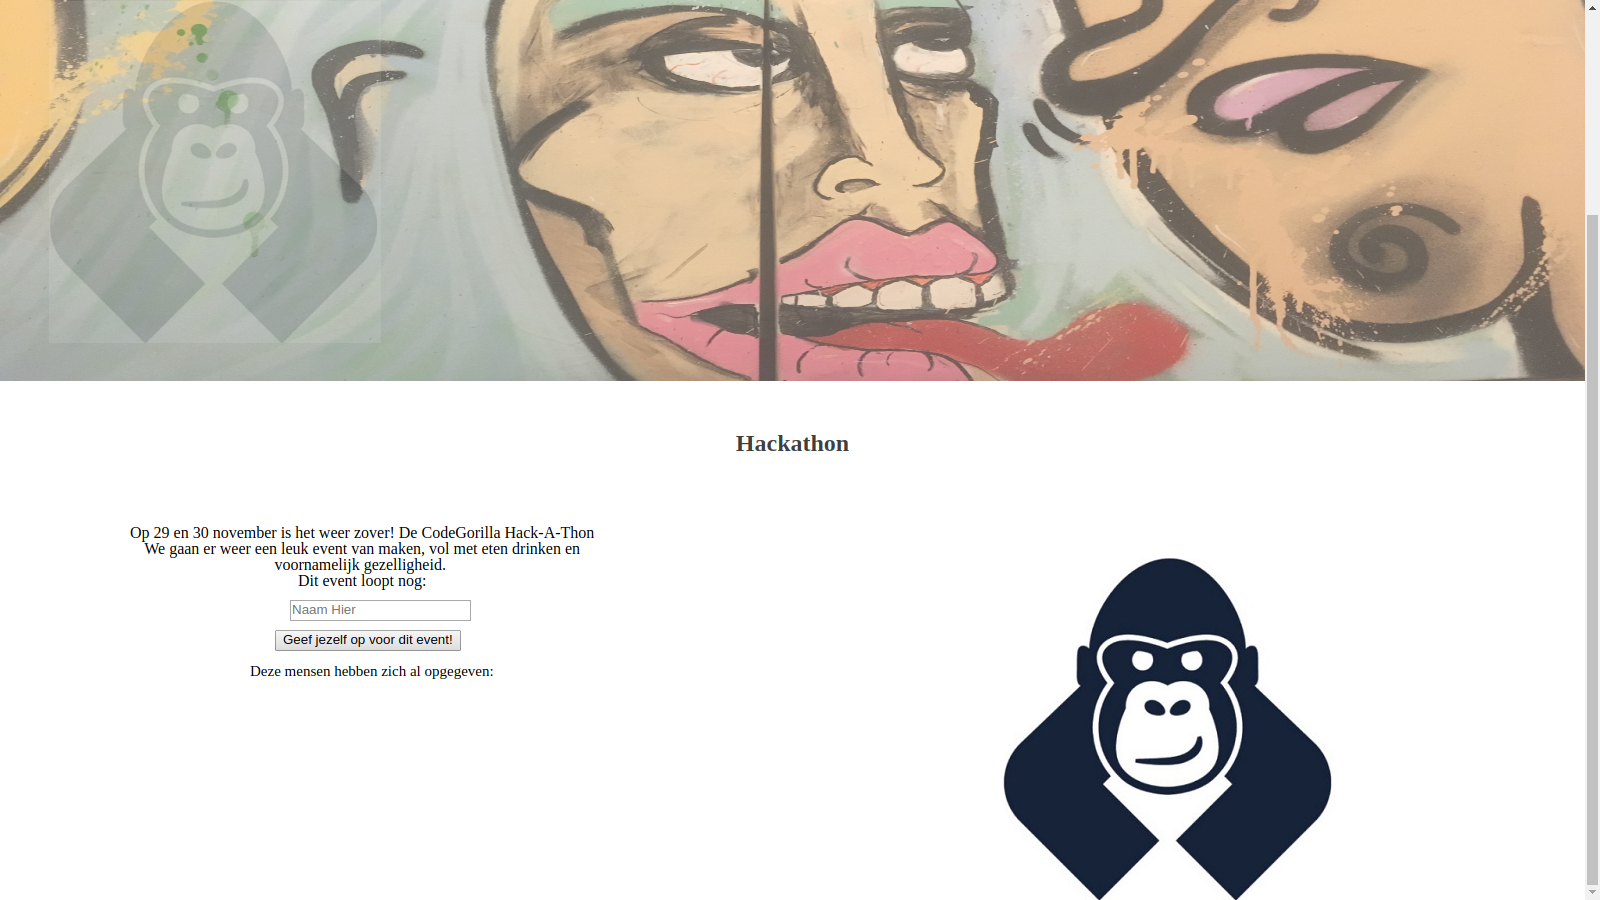 Hackathon
Op 29 en 30 november is het weer zover! De CodeGorilla Hack-A-Thon
We gaan er weer een leuk event van maken, vol met eten drinken en
voornamelijk gezelligheid.
Dit event loopt nog:
Naam Hier
Geef jezelf op voor dit event!
Deze mensen hebben zich al opgegeven: